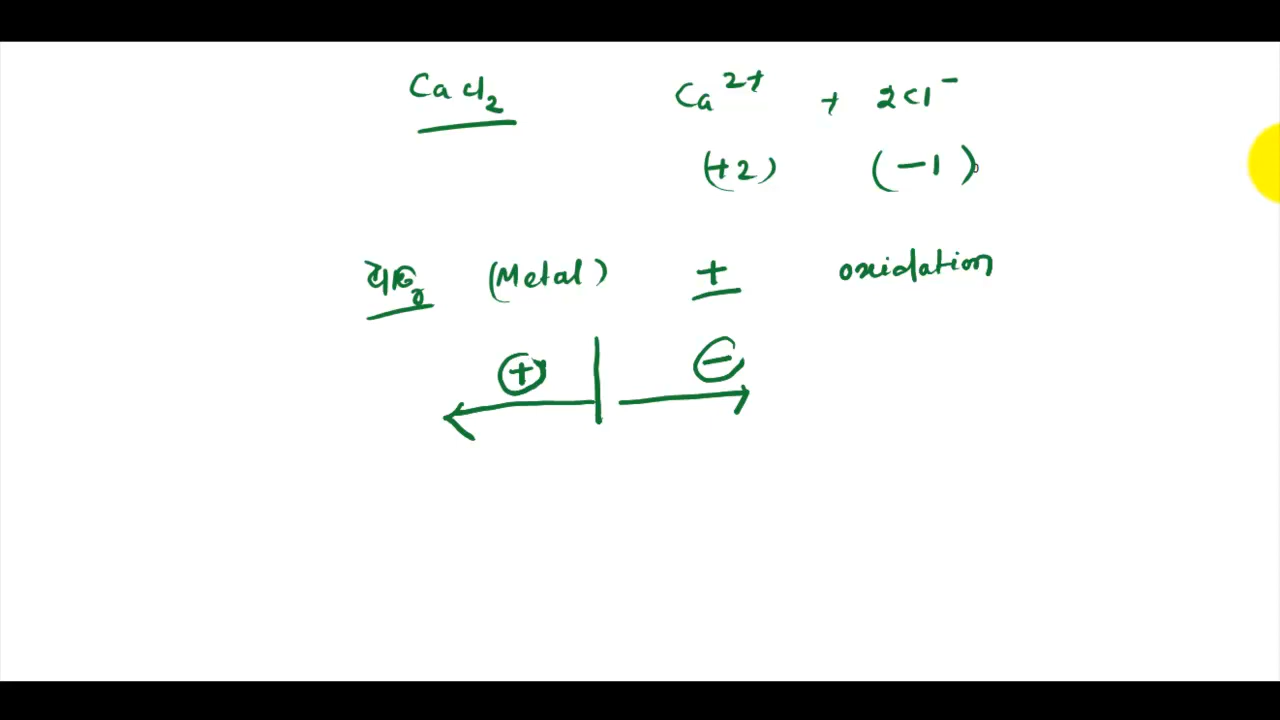 CaCl₂ Ca²⁺ + 2Cl⁻
(+2) (-1)
ধাতু (Metal) + oxidation
+ -